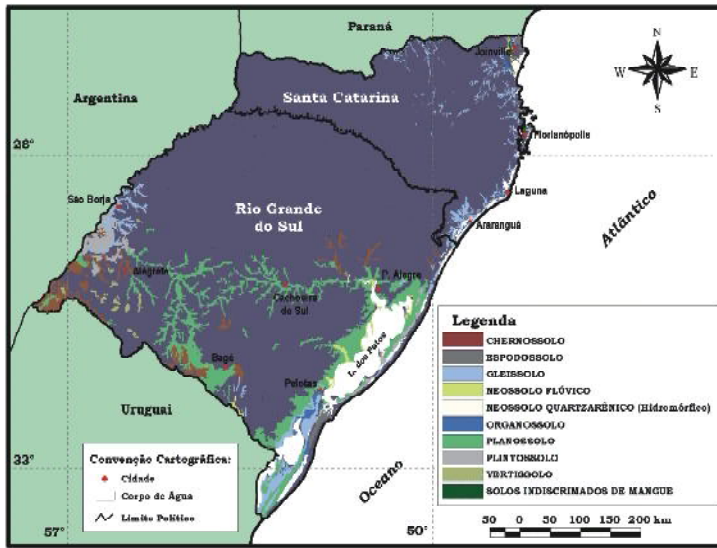 Paraná
N
W E
S
Joinville
Argentina
Santa Catarina
Florianópolis
28°
Laguna
São Borja
Rio Grande
do Sul
Araranguá
Atlântico
Alegrete
P. Alegre
Cachoeira
do Sul
L. dos Patos
Bagé
Pelotas
Uruguai
Oceano
33°
57°
50°
Legenda
CHERNOSSOLO
ESPODOSSOLO
GLEISSOLO
NEOSSOLO FLÚVICO
NEOSSOLO QUARTZARÊNICO (Hidromórfico)
ORGANOSSOLO
PLANOSSOLO
PLINTOSSOLO
VERTISSOLO
SOLOS INDISCRIMADOS DE MANGUE
Convenção Cartográfica:
Cidade
Corpo de Água
Limite Político
50 0 50 100 150 200 km